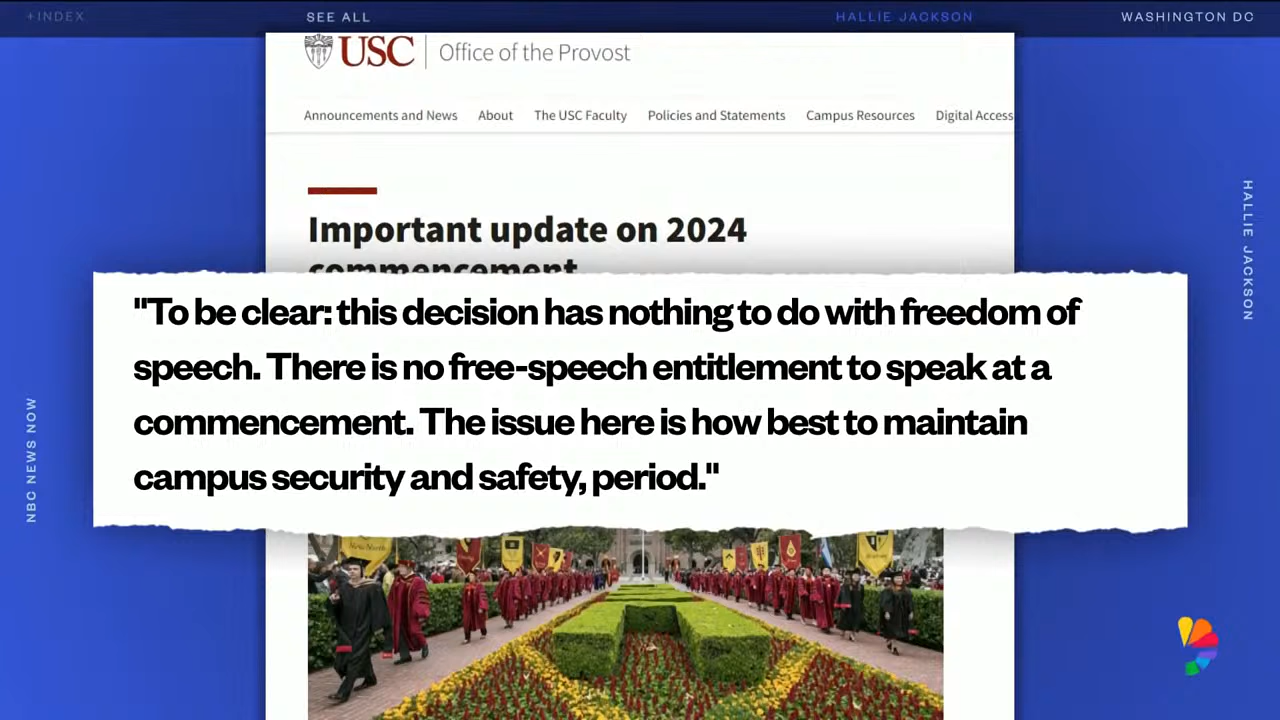 +INDEX
SEE ALL
HALLIE JACKSON
WASHINGTON DC
USC Office of the Provost
Announcements and News About The USC Faculty Policies and Statements Campus Resources Digital Access
Important update on 2024
commencement
"To be clear: this decision has nothing to do with freedom of
speech. There is no free-speech entitlement to speak at a
commencement. The issue here is how best to maintain
campus security and safety, period."
NBC NEWS NOW
HALLIE JACKSON